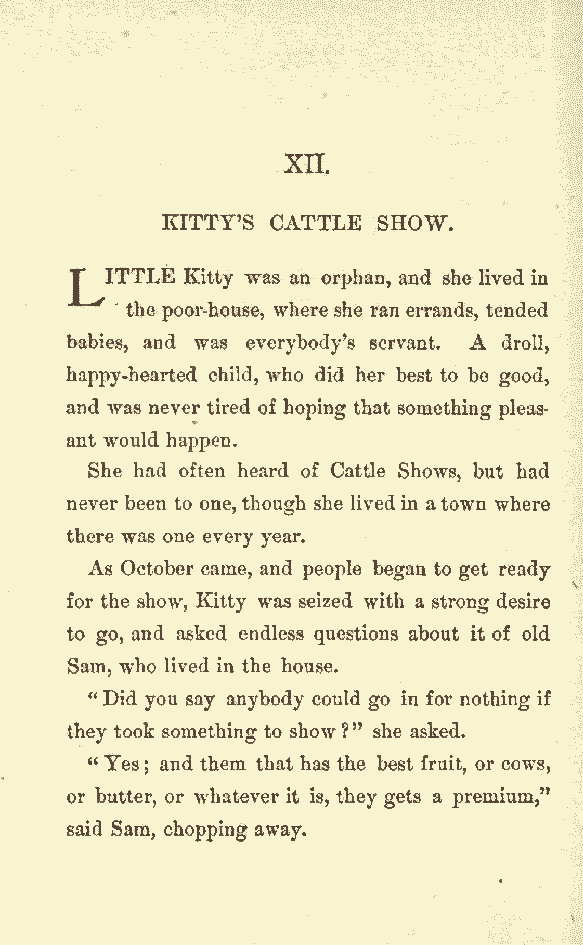 XII.
KITTY'S CATTLE SHOW.
LITTLE Kitty was an orphan, and she lived in
the poor-house, where she ran errands, tended
babies, and was everybody's servant. A droll,
happy-hearted child, who did her best to be good,
and was never tired of hoping that something pleas-
ant would happen.
She had often heard of Cattle Shows, but had
never been to one, though she lived in a town where
there was one every year.
As October came, and people began to get ready
for the show, Kitty was seized with a strong desire
to go, and asked endless questions about it of old
Sam, who lived in the house.
"Did you say anybody could go in for nothing if
they took something to show?" she asked.
"Yes; and them that has the best fruit, or cows,
or butter, or whatever it is, they gets a premium,"
said Sam, chopping away.